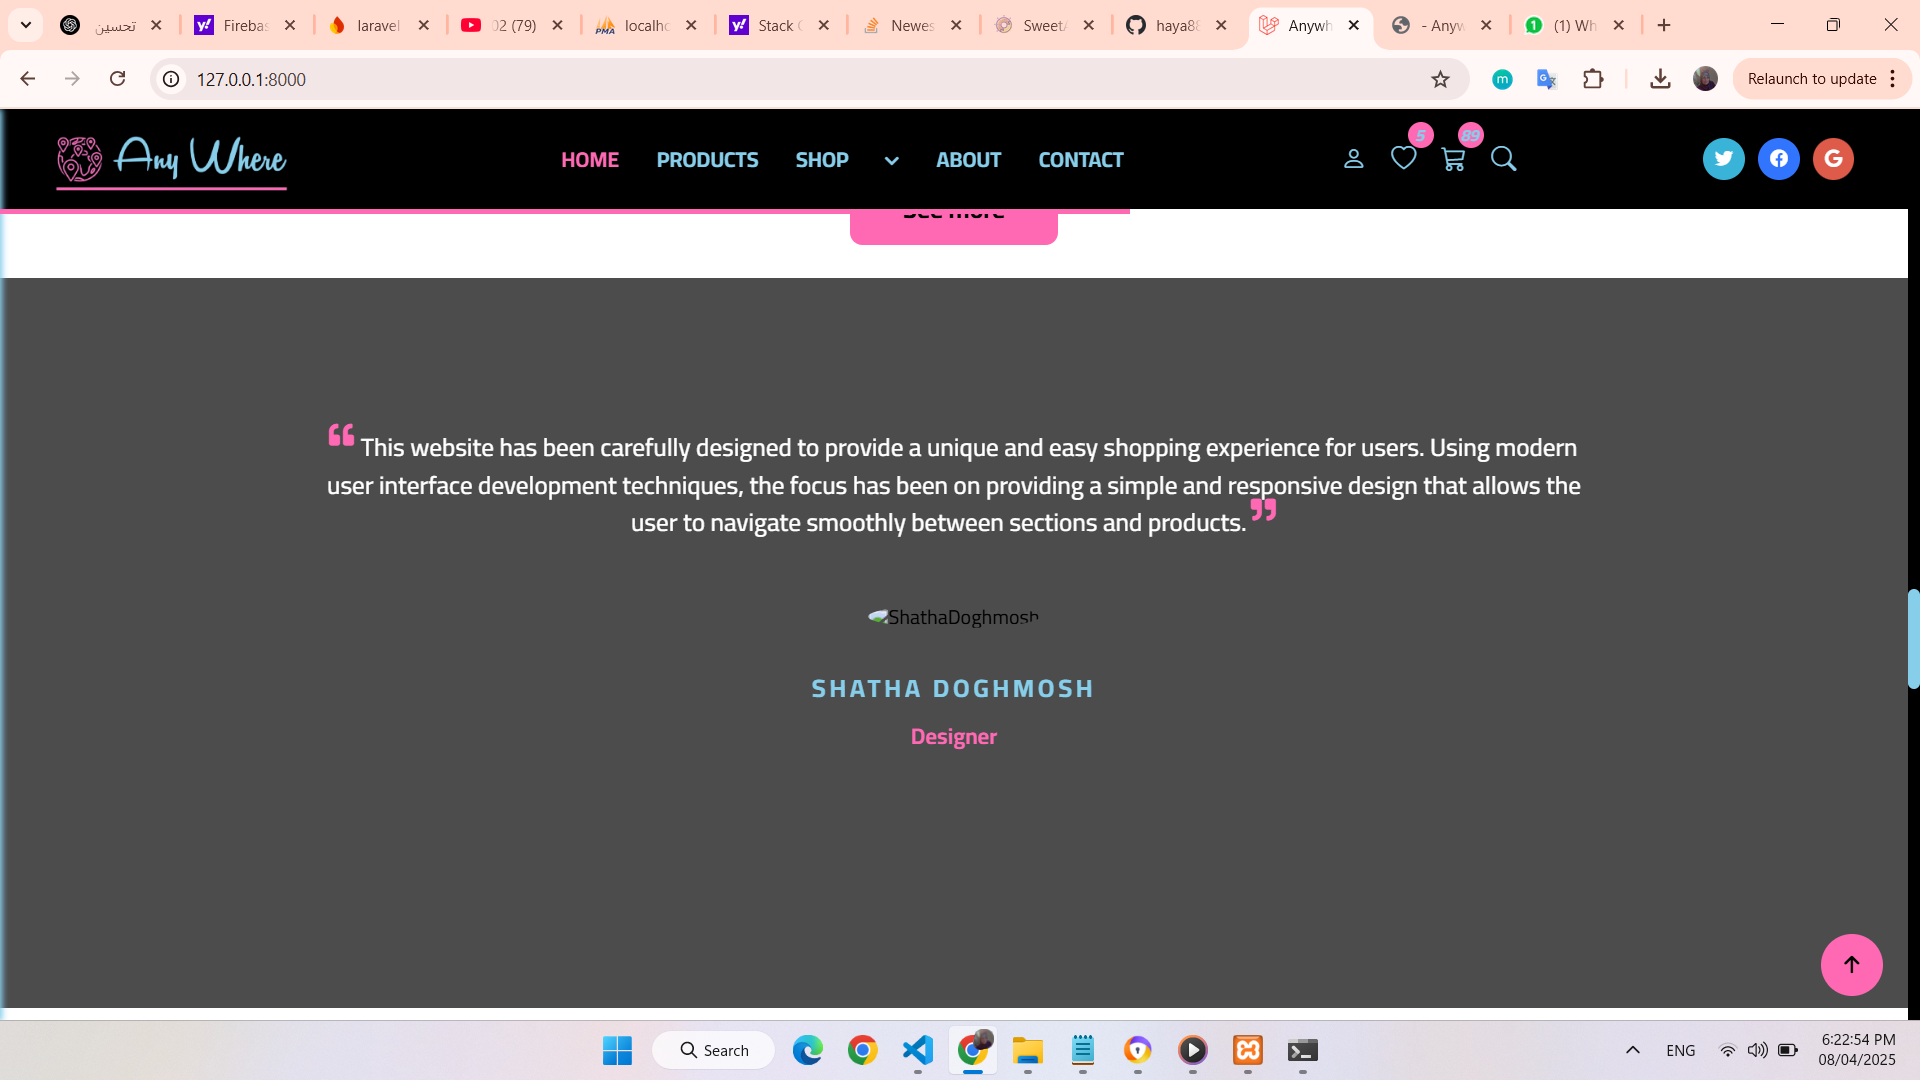 تحسين
Firebas
laravel
02 (79)
localho
Stack O
Newes
SweetA
haya88
Anywh
- Anyw
(1) Wh
127.0.0.1:8000
Relaunch to update
Any Where
HOME PRODUCTS SHOP ABOUT CONTACT
5
89
See more
This website has been carefully designed to provide a unique and easy shopping experience for users. Using modern
user interface development techniques, the focus has been on providing a simple and responsive design that allows the
user to navigate smoothly between sections and products.
ShathaDoghmosh
SHATHA DOGHMOSH
Designer
Search
ENG
6:22:54 PM
08/04/2025